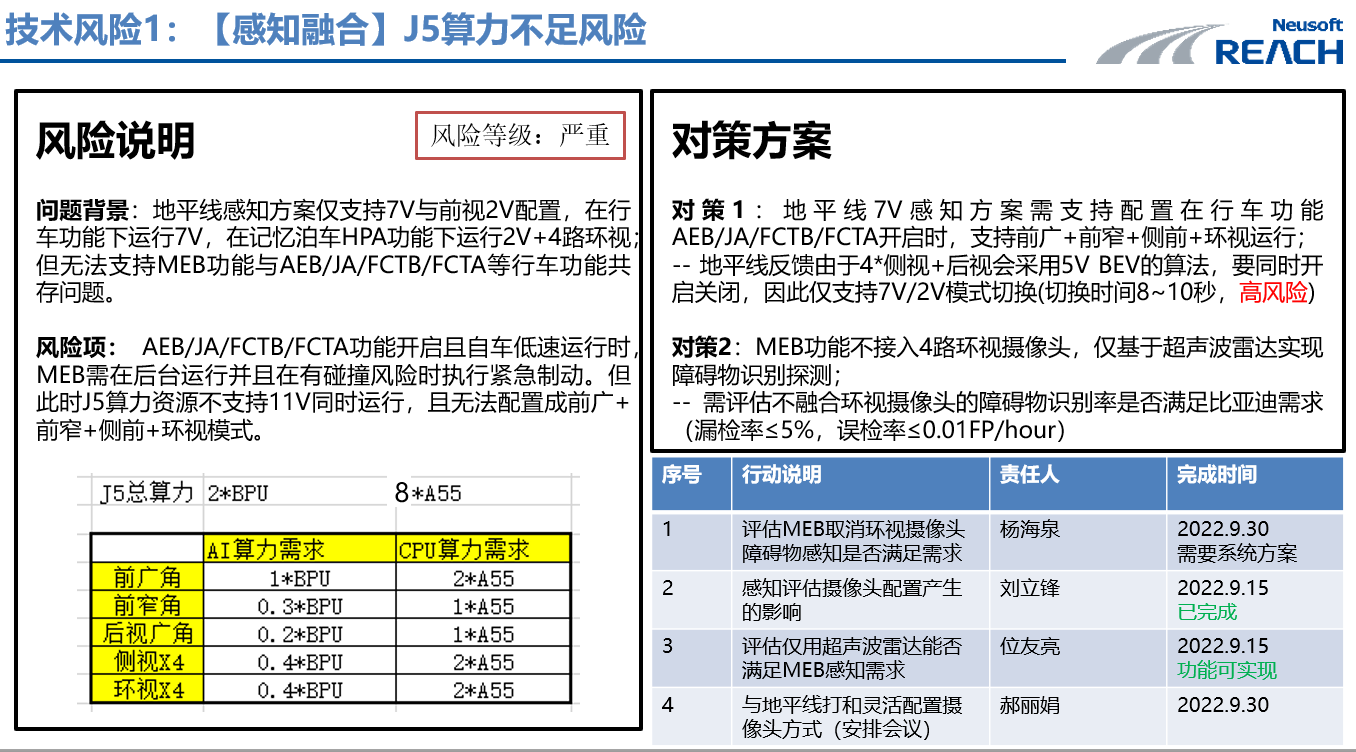 技术风险1：【感知融合】J5算力不足风险
Neusoft
REACH
风险说明
风险等级：严重
问题背景：地平线感知方案仅支持7V与前视2V配置，在行
车功能下运行7V，在记忆泊车HPA功能下运行2V+4路环视；
但无法支持MEB功能与AEB/JA/FCTB/FCTA等行车功能共
存问题。
风险项： AEB/JA/FCTB/FCTA功能开启且自车低速运行时，
MEB需在后台运行并且在有碰撞风险时执行紧急制动。但
此时J5算力资源不支持11V同时运行，且无法配置成前广+
前窄+侧前+环视模式。
J5总算力 2*BPU 8*A55
AI算力需求 CPU算力需求
前广角 1*BPU 2*A55
前窄角 0.3*BPU 1*A55
后视广角 0.2*BPU 1*A55
侧视X4 0.4*BPU 2*A55
环视X4 0.4*BPU 2*A55
对策方案
对策1：地平线7V感知方案需支持配置在行车功能
AEB/JA/FCTB/FCTA开启时，支持前广+前窄+侧前+环视运行；
-- 地平线反馈由于4*侧视+后视会采用5V BEV的算法，要同时开
启关闭，因此仅支持7V/2V模式切换(切换时间8~10秒，高风险)
对策2：MEB功能不接入4路环视摄像头，仅基于超声波雷达实现
障碍物识别探测；
-- 需评估不融合环视摄像头的障碍物识别率是否满足比亚迪需求
（漏检率≤5%，误检率≤0.01FP/hour）
序号 行动说明 责任人 完成时间
1 评估MEB取消环视摄像头 杨海泉 2022.9.30
障碍物感知是否满足需求 需要系统方案
2 感知评估摄像头配置产生 刘立锋 2022.9.15
的影响 已完成
3 评估仅用超声波雷达能否 位友亮 2022.9.15
满足MEB感知需求 功能可实现
4 与地平线打和灵活配置摄 郝丽娟 2022.9.30
像头方式（安排会议）